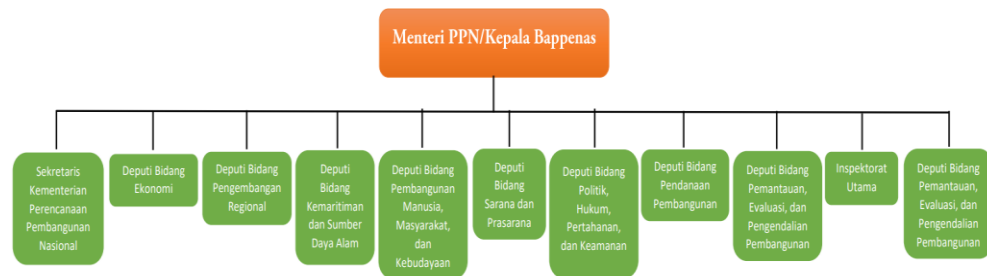 Menteri PPN/Kepala Bappenas
Sekretaris
Kementerian
Perencanaan
Pembangunan
Nasional
Deputi Bidang
Ekonomi
Deputi Bidang
Pengembangan
Regional
Deputi
Bidang
Kemaritiman
dan Sumber
Daya Alam
Deputi Bidang
Pembangunan
Manusia,
Masyarakat,
dan
Kebudayaan
Deputi
Bidang
Sarana dan
Prasarana
Deputi Bidang
Politik,
Hukum,
Pertahanan,
dan Keamanan
Deputi Bidang
Pendanaan
Pembangunan
Deputi Bidang
Pemantauan,
Evaluasi, dan
Pengendalian
Pembangunan
Inspektorat
Utama
Deputi Bidang
Pemantauan,
Evaluasi, dan
Pengendalian
Pembangunan